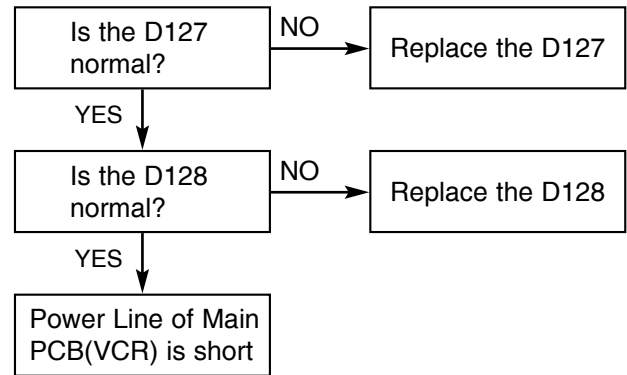 Is the D127
normal?
NO
Replace the D127
YES
Is the D128
normal?
NO
Replace the D128
YES
Power Line of Main
PCB(VCR) is short